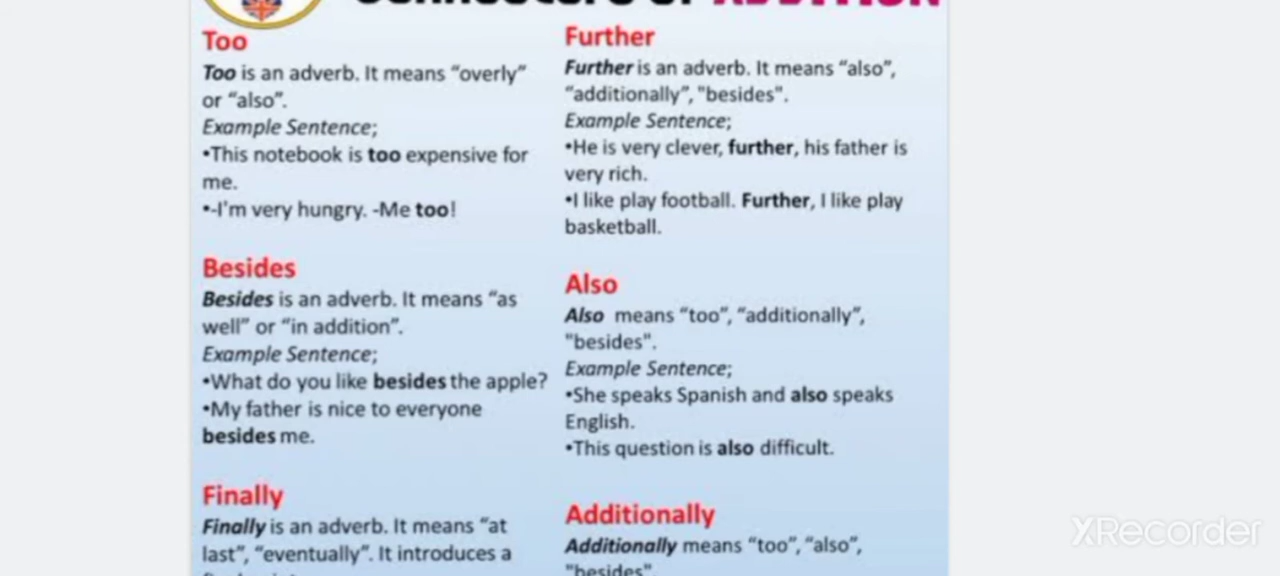 ADDITION
Too
Too is an adverb. It means “overly”
or “also”.
Example Sentence;
•This notebook is too expensive for
me.
•-I'm very hungry. -Me too!
Besides
Besides is an adverb. It means “as
well” or “in addition”.
Example Sentence;
•What do you like besides the apple?
•My father is nice to everyone
besides me.
Finally
Finally is an adverb. It means “at
last”, “eventually”. It introduces a
Further
Further is an adverb. It means “also”,
“additionally”, "besides".
Example Sentence;
•He is very clever, further, his father is
very rich.
•I like play football. Further, I like play
basketball.
Also
Also means “too”, “additionally”,
"besides".
Example Sentence;
•She speaks Spanish and also speaks
English.
•This question is also difficult.
Additionally
Additionally means “too”, “also”,
"besides".
XRecorder